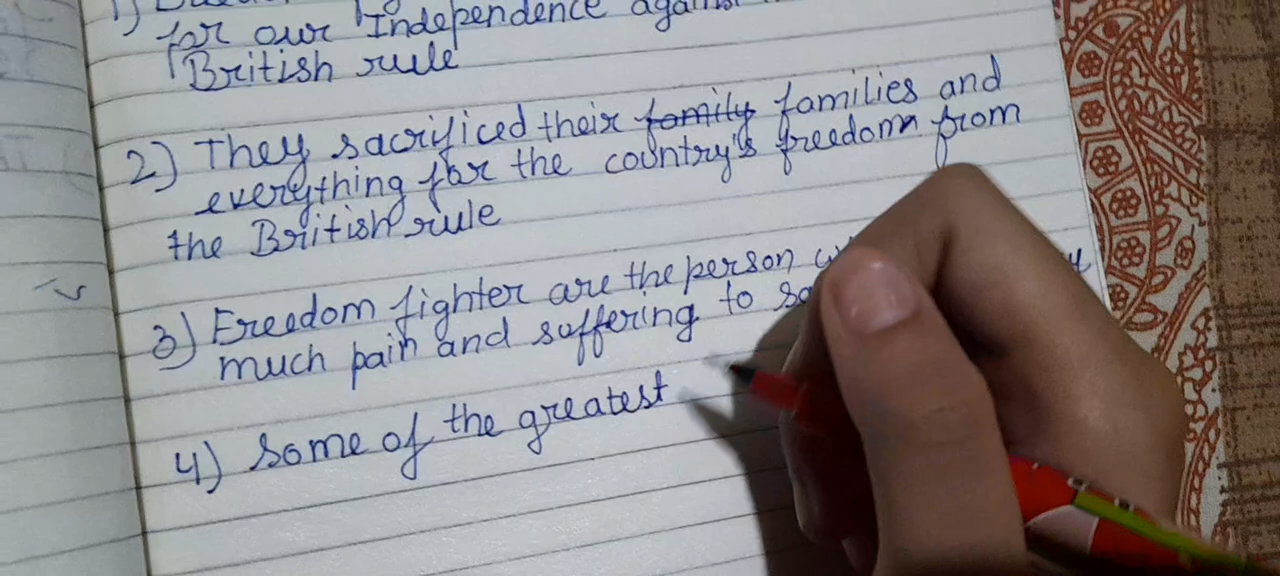 for our Independence against
British rule
2) They sacrificed their family families and
everything for the country's freedom from
the British rule
3) Freedom fighter are the person
much pain and suffering to
4) Some of the greatest